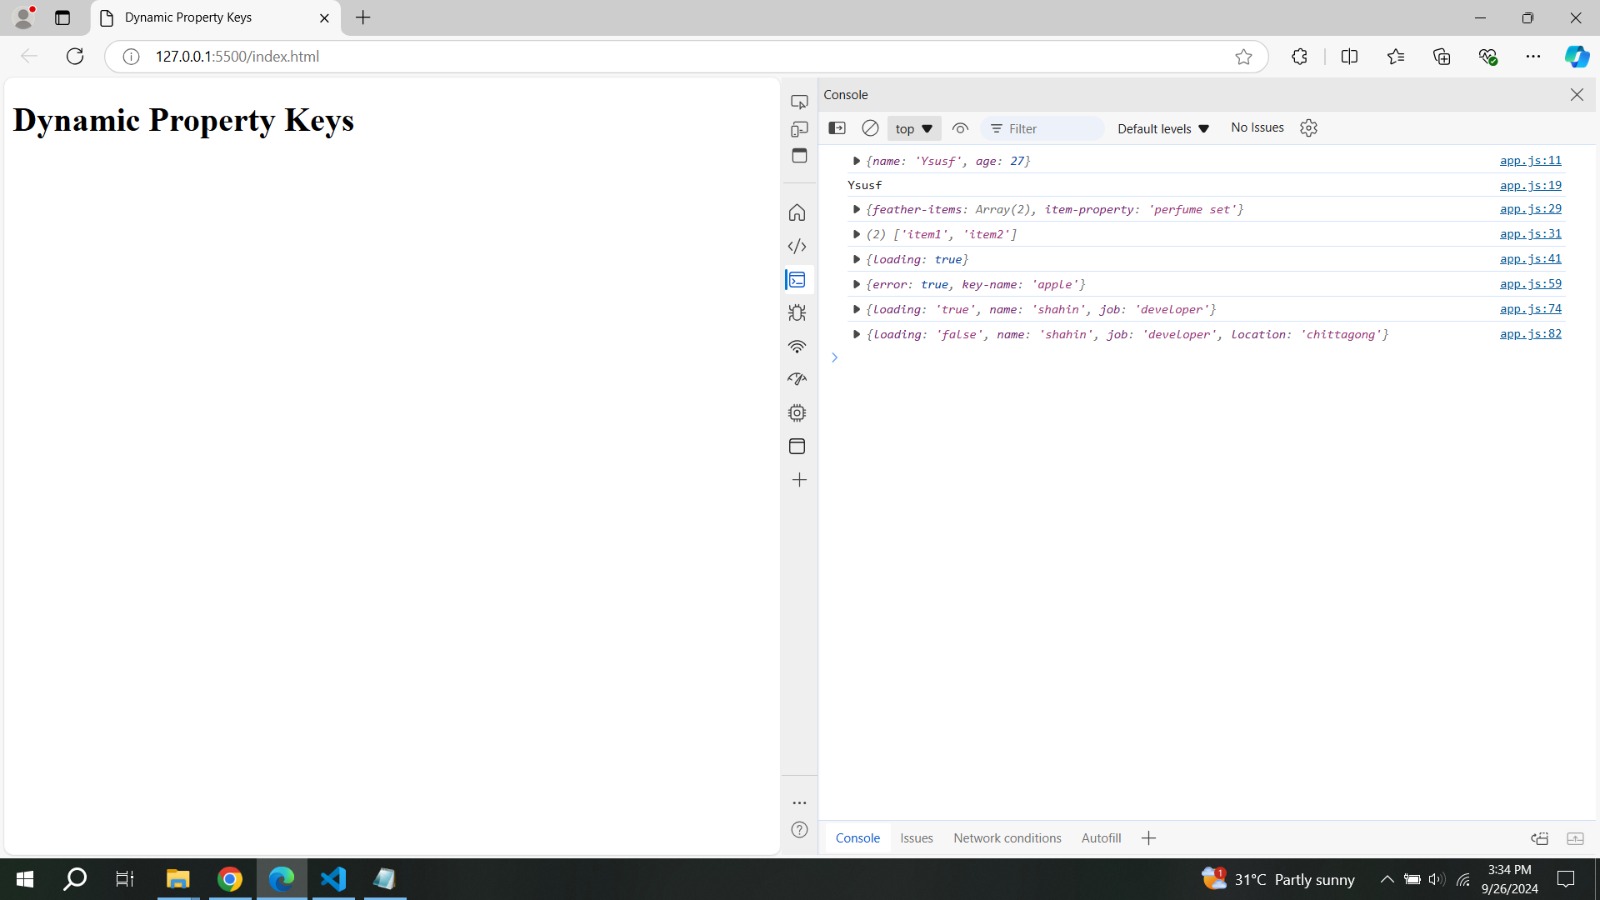 Dynamic Property Keys
127.0.0.1:5500/index.html
Dynamic Property Keys
Console
top
Filter
Default levels
No Issues
{name: 'Ysusf', age: 27} app.js:11
Ysusf app.js:19
{feather-items: Array(2), item-property: 'perfume set'} app.js:29
(2) ['item1', 'item2'] app.js:31
{loading: true} app.js:41
{error: true, key-name: 'apple'} app.js:59
{loading: 'true', name: 'shahin', job: 'developer'} app.js:74
{loading: 'false', name: 'shahin', job: 'developer', location: 'chittagong'} app.js:82
Console Issues Network conditions Autofill
1
31°C Partly sunny
3:34 PM
9/26/2024